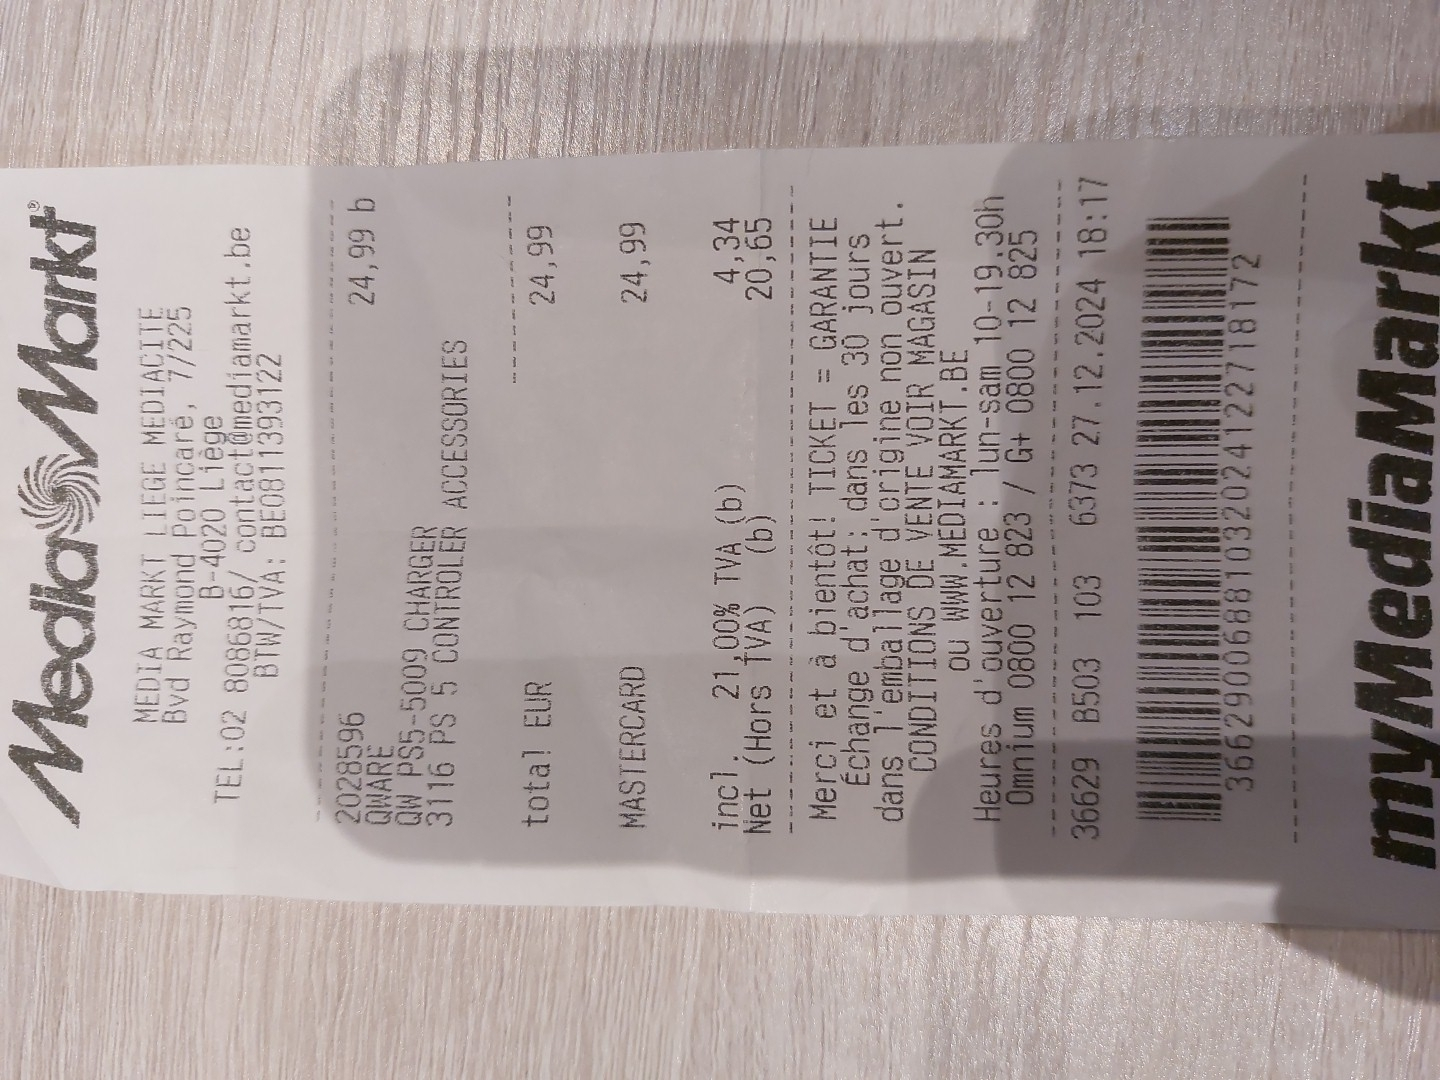 Media Markt®
MEDIA MARKT LIEGE MEDIACITE
Bvd Raymond Poincaré, 7/225
B-4020 Liège
TEL:02 8086816/ contact@mediamarkt.be
BTW/TVA: BE0811393122
2028596 24,99 b
QWARE
QW PS5-5009 CHARGER
3116 PS 5 CONTROLER ACCESSORIES
total EUR 24,99
MASTERCARD 24,99
incl. 21,00% TVA (b) 4,34
Net (Hors TVA) (b) 20,65
Merci et à bientôt! TICKET = GARANTIE
Échange d'achat: dans les 30 jours
dans l'emballage d'origine non ouvert.
CONDITIONS DE VENTE VOIR MAGASIN
ou WWW.MEDIAMARKT.BE
Heures d'ouverture : lun-sam 10-19.30h
Omnium 0800 12 823 / G+ 0800 12 825
36629 B503 103 6373 27.12.2024 18:17
36629006881032024122718172
myMediaMarkt